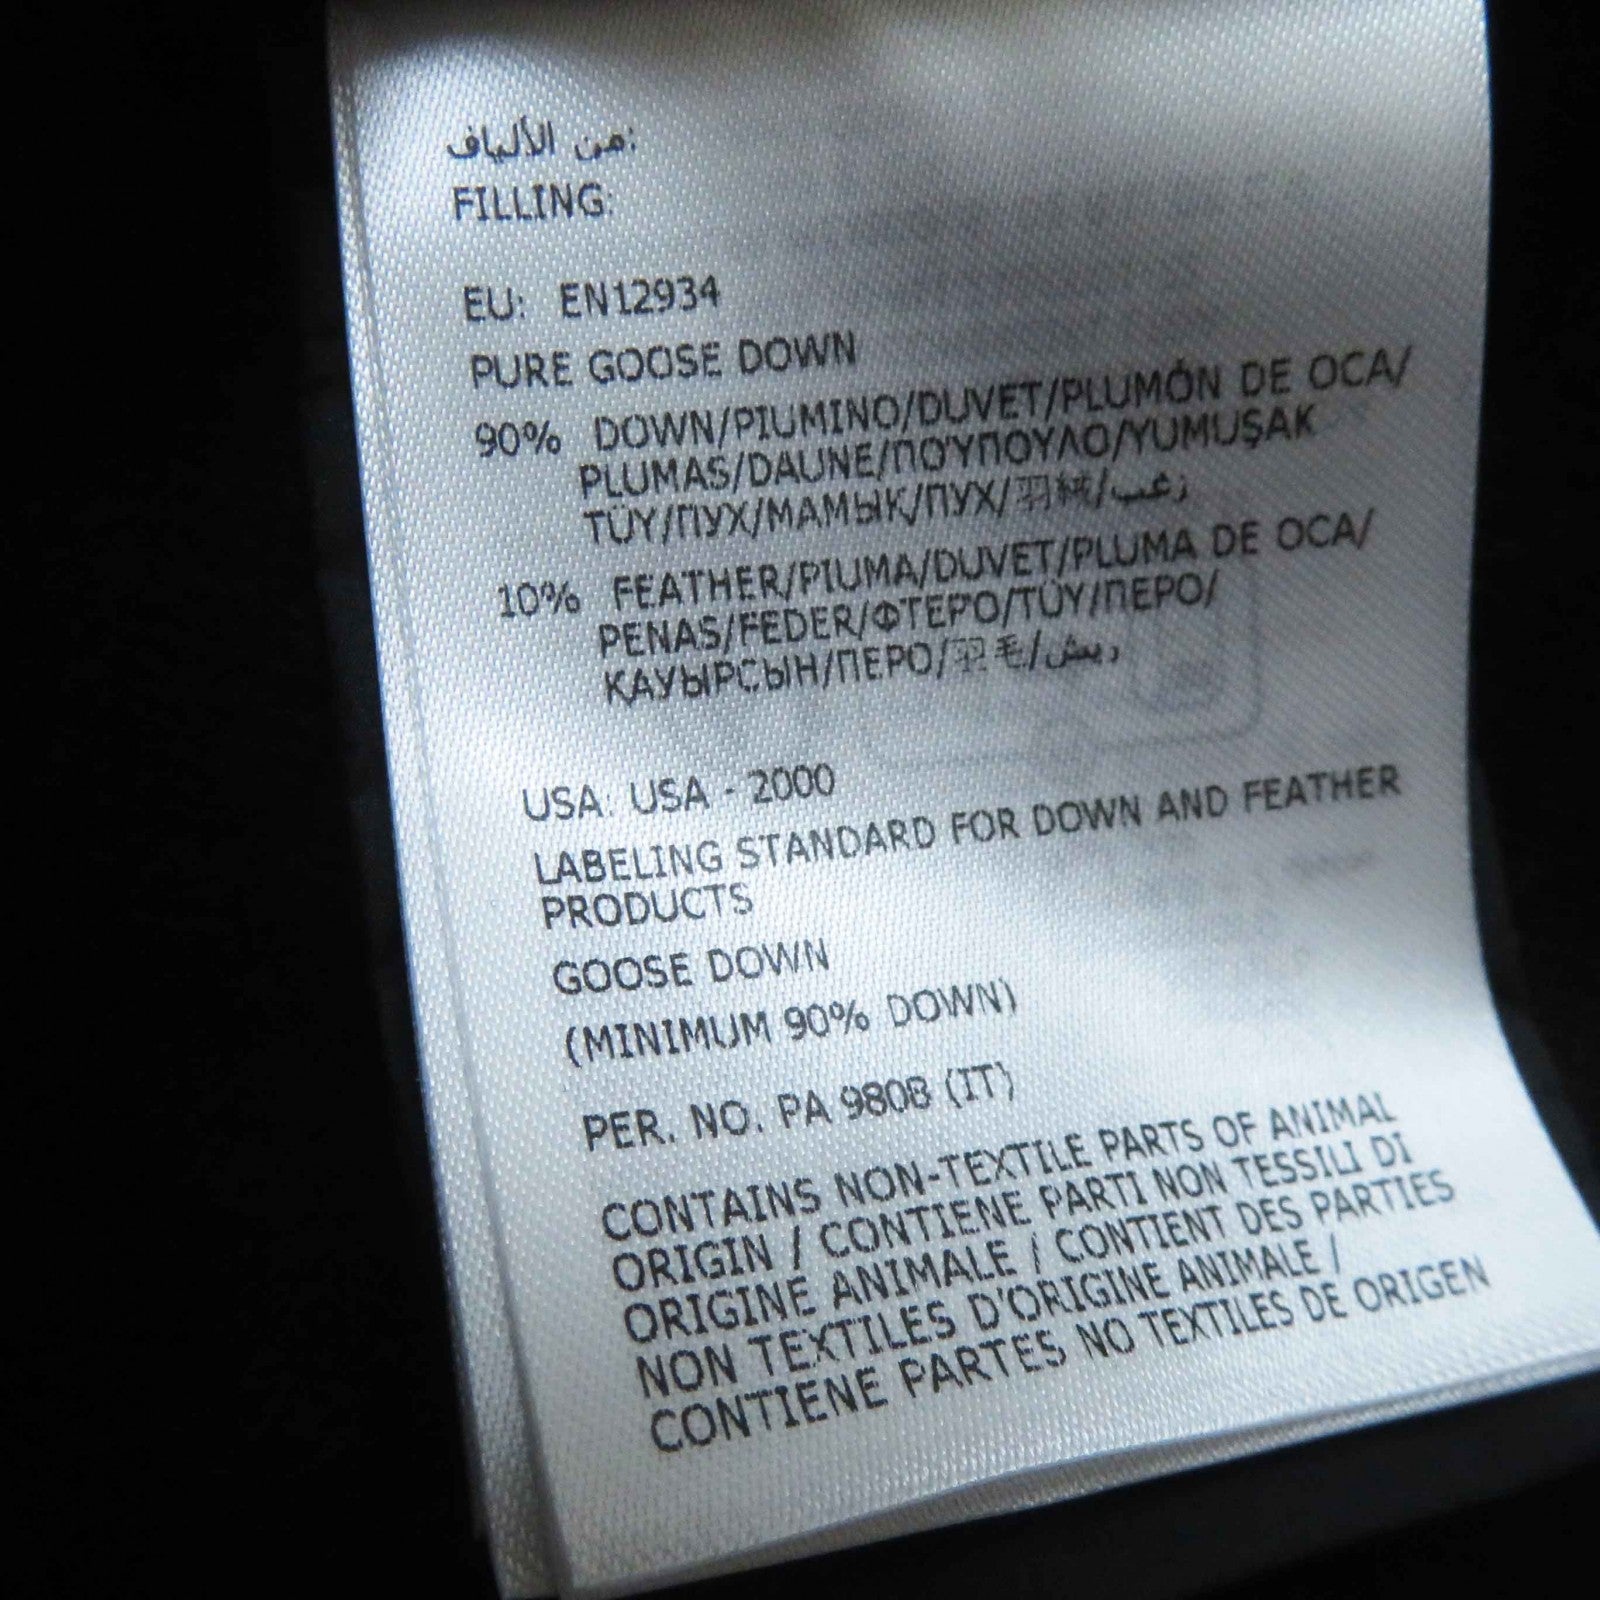 من الألياف:
FILLING:
EU: EN12934
PURE GOOSE DOWN
90% DOWN/PIUMINO/DUVET/PLUMÓN DE OCA/
PLUMAS/DAUNE/ΠΟΎΠΟΥΛΟ/YUMUŞAK
TÜY/ПУХ/МАМЫҚ/ПУХ/羽絨/زغب
10% FEATHER/PIUMA/DUVET/PLUMA DE OCA/
PENAS/FEDER/ΦΤΕΡΟ/TÜY/ПЕРО/
ҚАУЫРСЫН/ПЕРО/羽毛/ريش
USA: USA - 2000
LABELING STANDARD FOR DOWN AND FEATHER
PRODUCTS
GOOSE DOWN
(MINIMUM 90% DOWN)
PER. NO. PA 9808 (IT)
CONTAINS NON-TEXTILE PARTS OF ANIMAL
ORIGIN / CONTIENE PARTI NON TESSILI DI
ORIGINE ANIMALE / CONTIENT DES PARTIES
NON TEXTILES D'ORIGINE ANIMALE /
CONTIENE PARTES NO TEXTILES DE ORIGEN